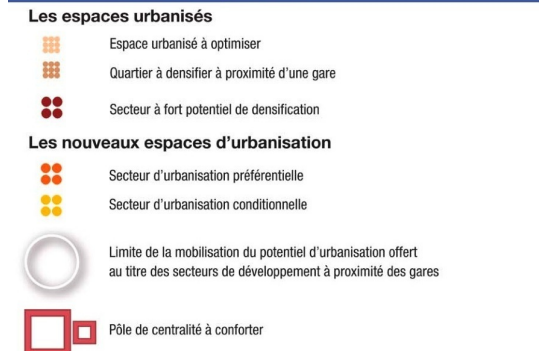 Les espaces urbanisés
Espace urbanisé à optimiser
Quartier à densifier à proximité d'une gare
Secteur à fort potentiel de densification
Les nouveaux espaces d'urbanisation
Secteur d'urbanisation préférentielle
Secteur d'urbanisation conditionnelle
Limite de la mobilisation du potentiel d'urbanisation offert
au titre des secteurs de développement à proximité des gares
Pôle de centralité à conforter